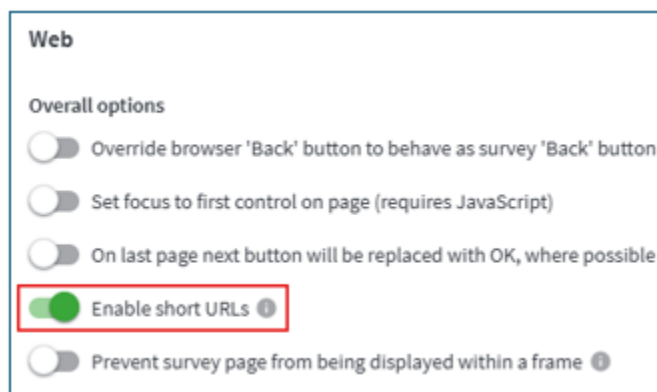 Web
Overall options
Override browser 'Back' button to behave as survey 'Back' button
Set focus to first control on page (requires JavaScript)
On last page next button will be replaced with OK, where possible
Enable short URLs
Prevent survey page from being displayed within a frame